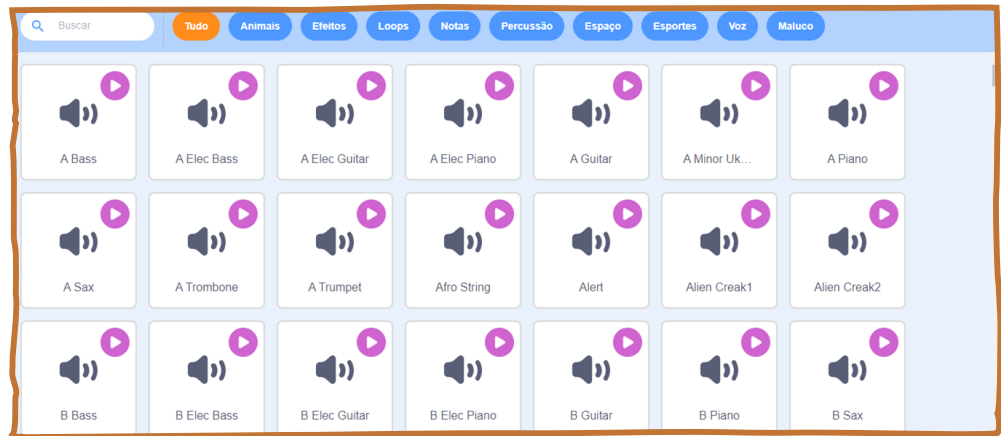 Buscar Tudo Animais Efeitos Loops Notas Percussão Espaço Esportes Voz Maluco
A Bass A Elec Bass A Elec Guitar A Elec Piano A Guitar A Minor Uk... A Piano
A Sax A Trombone A Trumpet Afro String Alert Alien Creak1 Alien Creak2
B Bass B Elec Bass B Elec Guitar B Elec Piano B Guitar B Piano B Sax